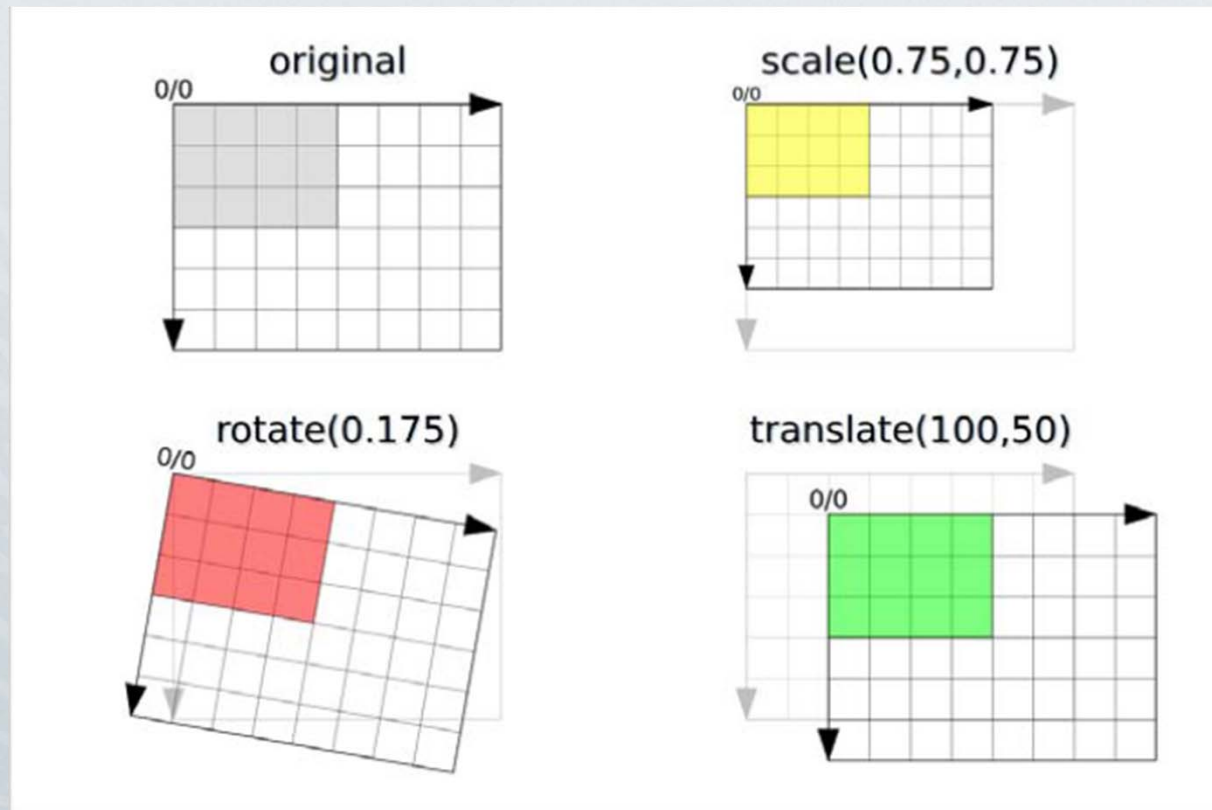 original
0/0
scale(0.75,0.75)
0/0
rotate(0.175)
0/0
translate(100,50)
0/0